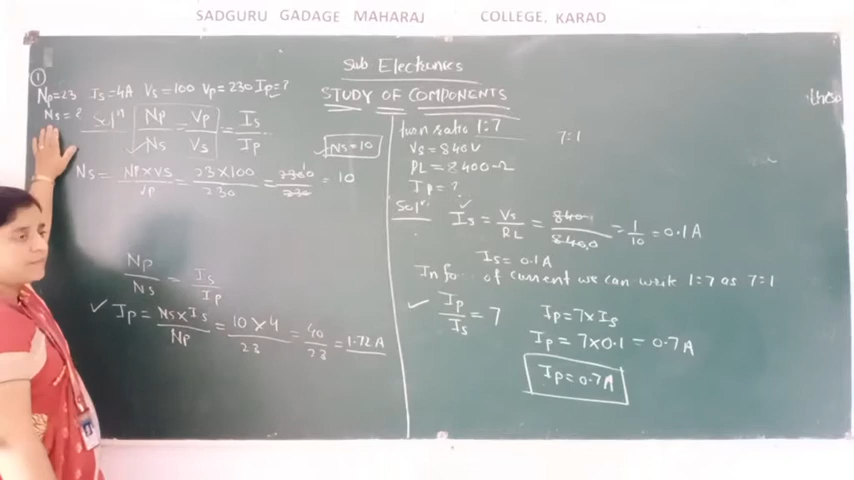 SADGURU GADAGE MAHARAJ COLLEGE, KARAD
Sub Electronics
STUDY OF COMPONENTS
①
Np=23 Is=4A Vs=100 Vp=230 Ip=?
Ns=?
Solⁿ Np/Ns = Vp/Vs = Is/Ip
Ns=10
Ns = Np×Vs/Vp = 23×100/230 = 2300/230 = 10
Np/Ns = Is/Ip
Ip = Ns×Is/Np = 10×4/23 = 40/23 = 1.72A
turn ratio 1:7 7:1
Vs = 840V
RL = 8400Ω
Ip = ?
Solⁿ
Is = Vs/RL = 840/8400 = 1/10 = 0.1A
Is = 0.1A
of current we can write 1:7 as 7:1
Ip/Is = 7 Ip=7×Is
Ip = 7×0.1 = 0.7A
Ip=0.7A